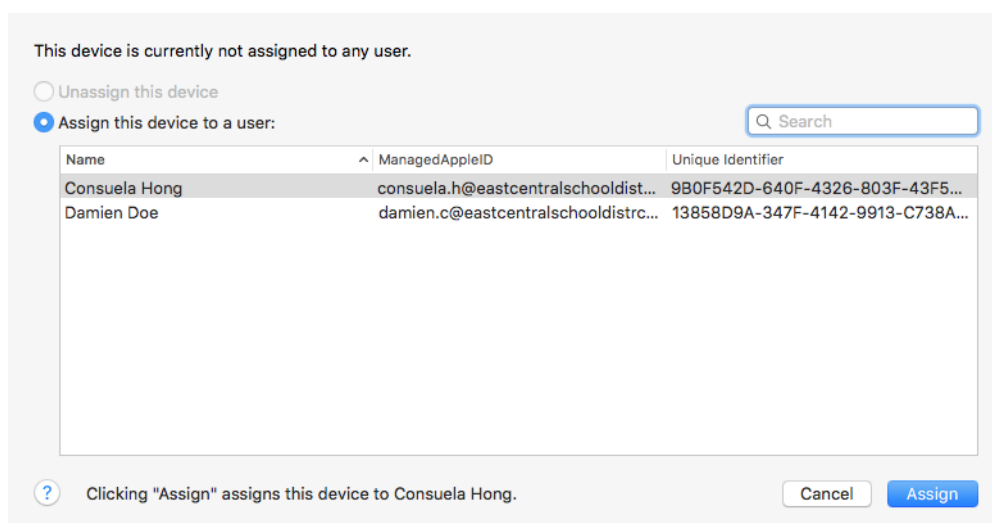 This device is currently not assigned to any user.
Unassign this device
Assign this device to a user:
Search
Name ManagedAppleID Unique Identifier
Consuela Hong consuela.h@eastcentralschooldist... 9B0F542D-640F-4326-803F-43F5...
Damien Doe damien.c@eastcentralschooldistrc... 13858D9A-347F-4142-9913-C738A...
? Clicking "Assign" assigns this device to Consuela Hong. Cancel Assign